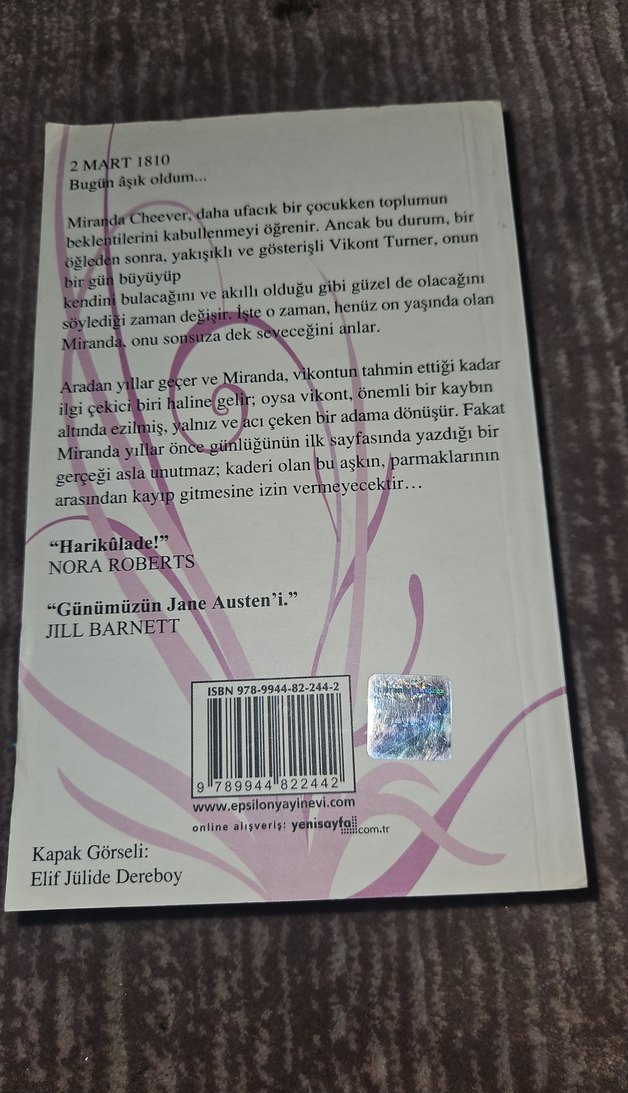 2 MART 1810
Bugün âşık oldum...
Miranda Cheever, daha ufacık bir çocukken toplumun
beklentilerini kabullenmeyi öğrenir. Ancak bu durum, bir
öğleden sonra, yakışıklı ve gösterişli Vikont Turner, onun
bir gün büyüyüp
kendini bulacağını ve akıllı olduğu gibi güzel de olacağını
söylediği zaman değişir. İşte o zaman, henüz on yaşında olan
Miranda, onu sonsuza dek seveceğini anlar.
Aradan yıllar geçer ve Miranda, vikontun tahmin ettiği kadar
ilgi çekici biri haline gelir; oysa vikont, önemli bir kaybın
altında ezilmiş, yalnız ve acı çeken bir adama dönüşür. Fakat
Miranda yıllar önce günlüğünün ilk sayfasında yazdığı bir
gerçeği asla unutmaz; kaderi olan bu aşkın, parmaklarının
arasından kayıp gitmesine izin vermeyecektir...
“Harikûlade!”
NORA ROBERTS
“Günümüzün Jane Austen’i.”
JILL BARNETT
ISBN 978-9944-82-244-2
9 789944 822442
www.epsilonyayinevi.com
online alışveriş: yenisayfa.com.tr
Kapak Görseli:
Elif Jülide Dereboy